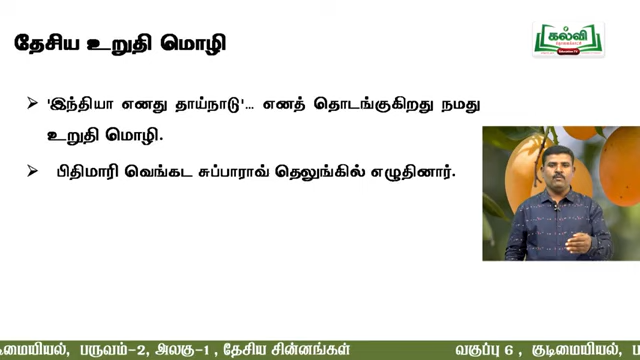 தேசிய உறுதி மொழி
கல்வி
➢ 'இந்தியா எனது தாய்நாடு'... எனத் தொடங்குகிறது நமது
உறுதி மொழி.
➢ பிதிமாரி வெங்கட சுப்பாராவ் தெலுங்கில் எழுதினார்.
டிமையியல், பருவம்-2, அலகு-1 , தேசிய சின்னங்கள்
வகுப்பு 6 , குடிமையியல், ப